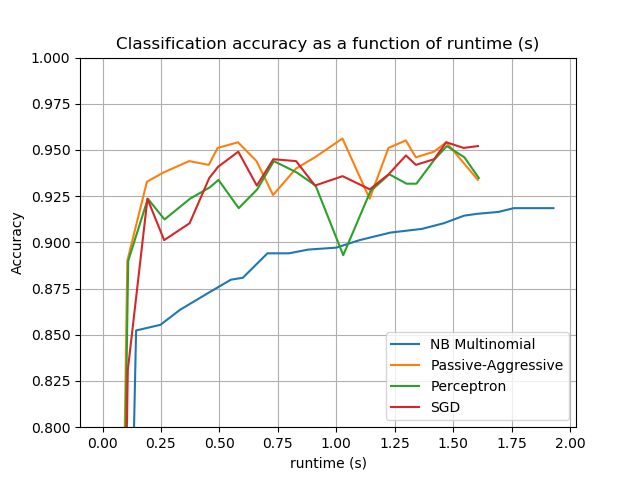 Classification accuracy as a function of runtime (s)
1.000
0.975
0.950
0.925
0.900
0.875
0.850
0.825
0.800
Accuracy
NB Multinomial
Passive-Aggressive
Perceptron
SGD
0.00 0.25 0.50 0.75 1.00 1.25 1.50 1.75 2.00
runtime (s)